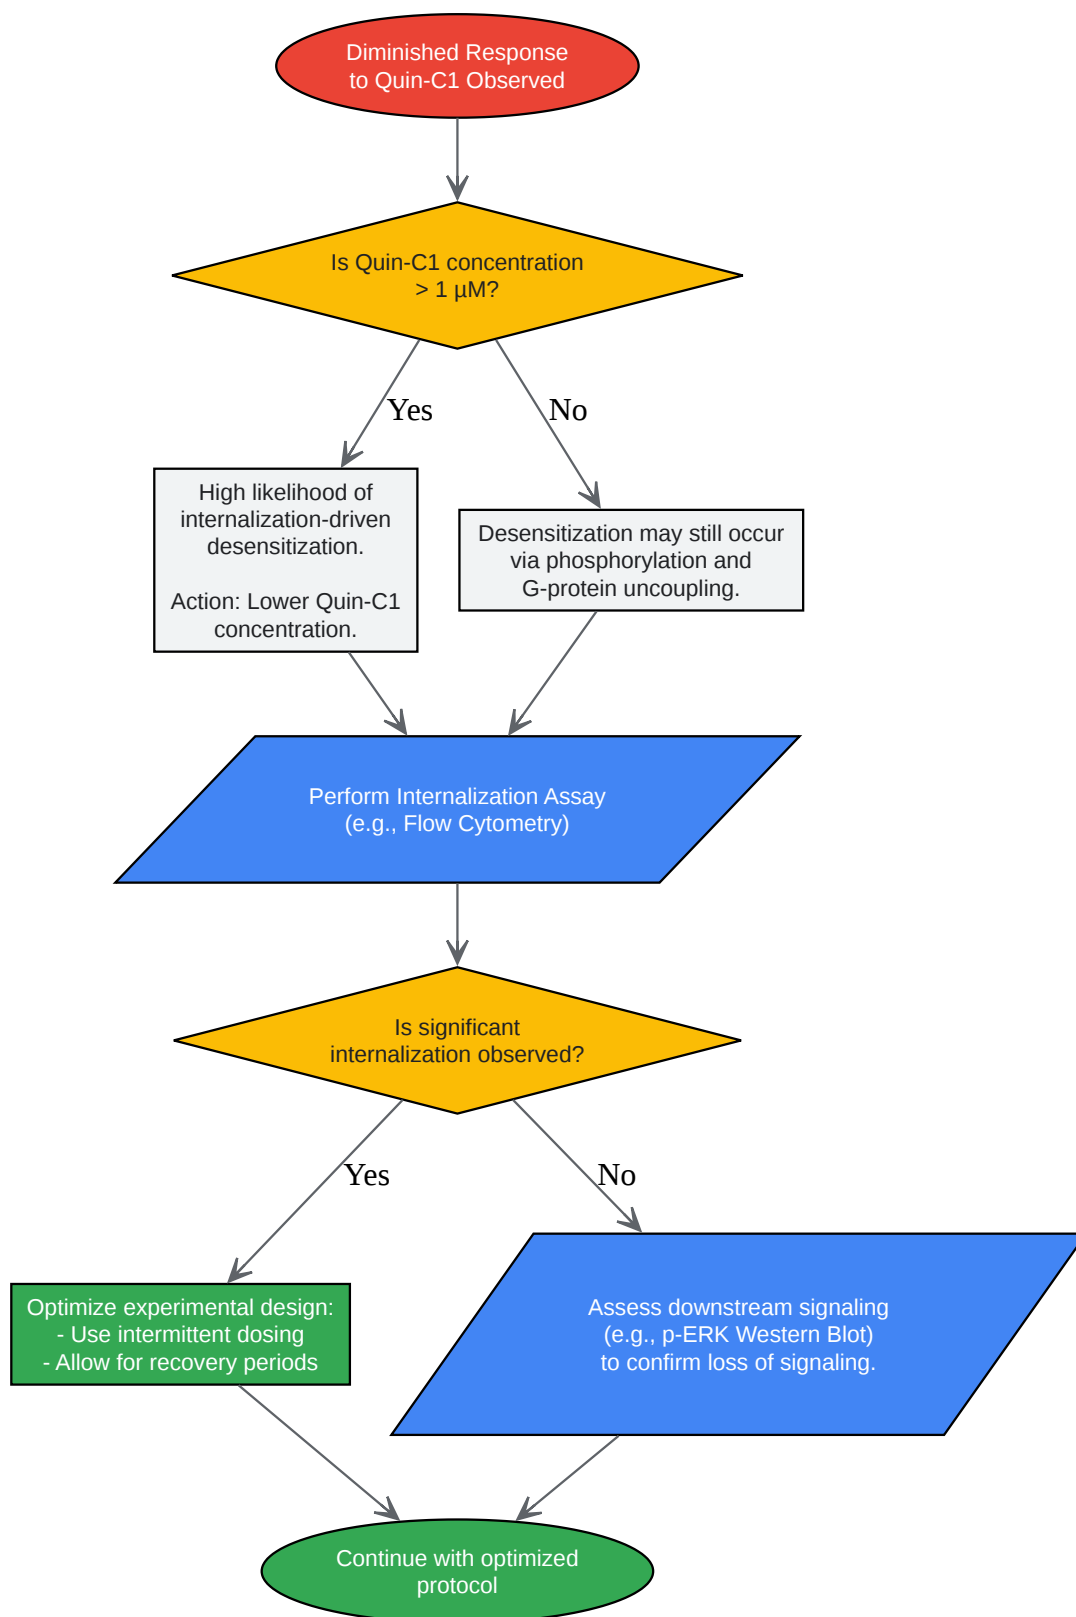 Diminished Response
to Quin-C1 Observed
Is Quin-C1 concentration
> 1 µM?
Yes
No
High likelihood of
internalization-driven
desensitization.
Action: Lower Quin-C1
concentration.
Desensitization may still occur
via phosphorylation and
G-protein uncoupling.
Perform Internalization Assay
(e.g., Flow Cytometry)
Is significant
internalization observed?
Yes
No
Optimize experimental design:
- Use intermittent dosing
- Allow for recovery periods
Assess downstream signaling
(e.g., p-ERK Western Blot)
to confirm loss of signaling.
Continue with optimized
protocol